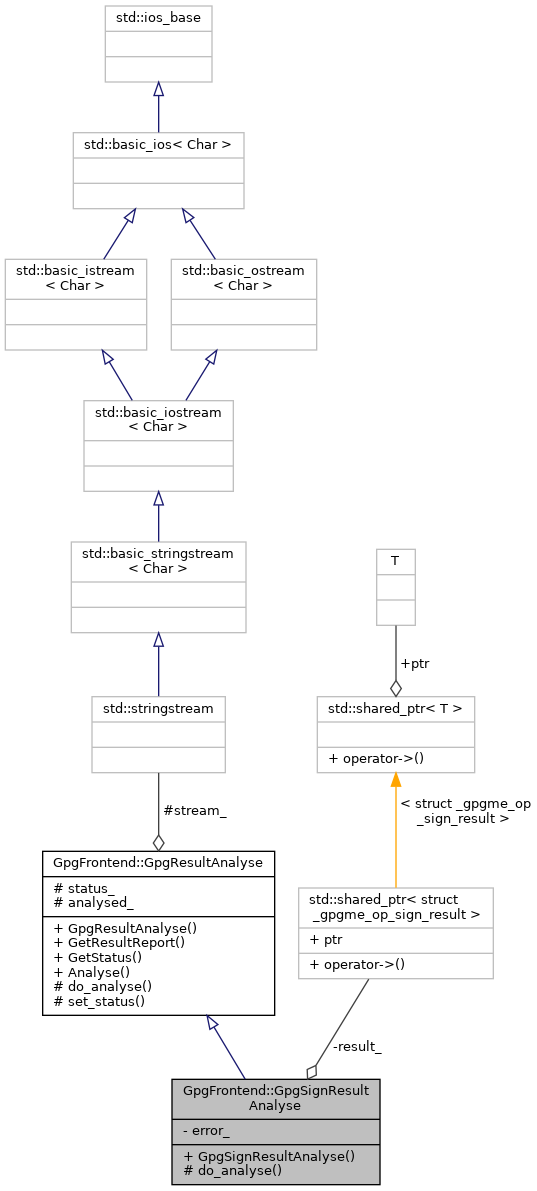 std::ios_base
std::basic_ios< Char >
std::basic_istream
< Char >
std::basic_ostream
< Char >
std::basic_iostream
< Char >
std::basic_stringstream
< Char >
T
+ptr
std::stringstream
std::shared_ptr< T >
+ operator->()
#stream_
< struct _gpgme_op
_sign_result >
GpgFrontend::GpgResultAnalyse
# status_
# analysed_
+ GpgResultAnalyse()
+ GetResultReport()
+ GetStatus()
+ Analyse()
# do_analyse()
# set_status()
std::shared_ptr< struct
_gpgme_op_sign_result >
+ ptr
+ operator->()
-result_
GpgFrontend::GpgSignResult
Analyse
- error_
+ GpgSignResultAnalyse()
# do_analyse()